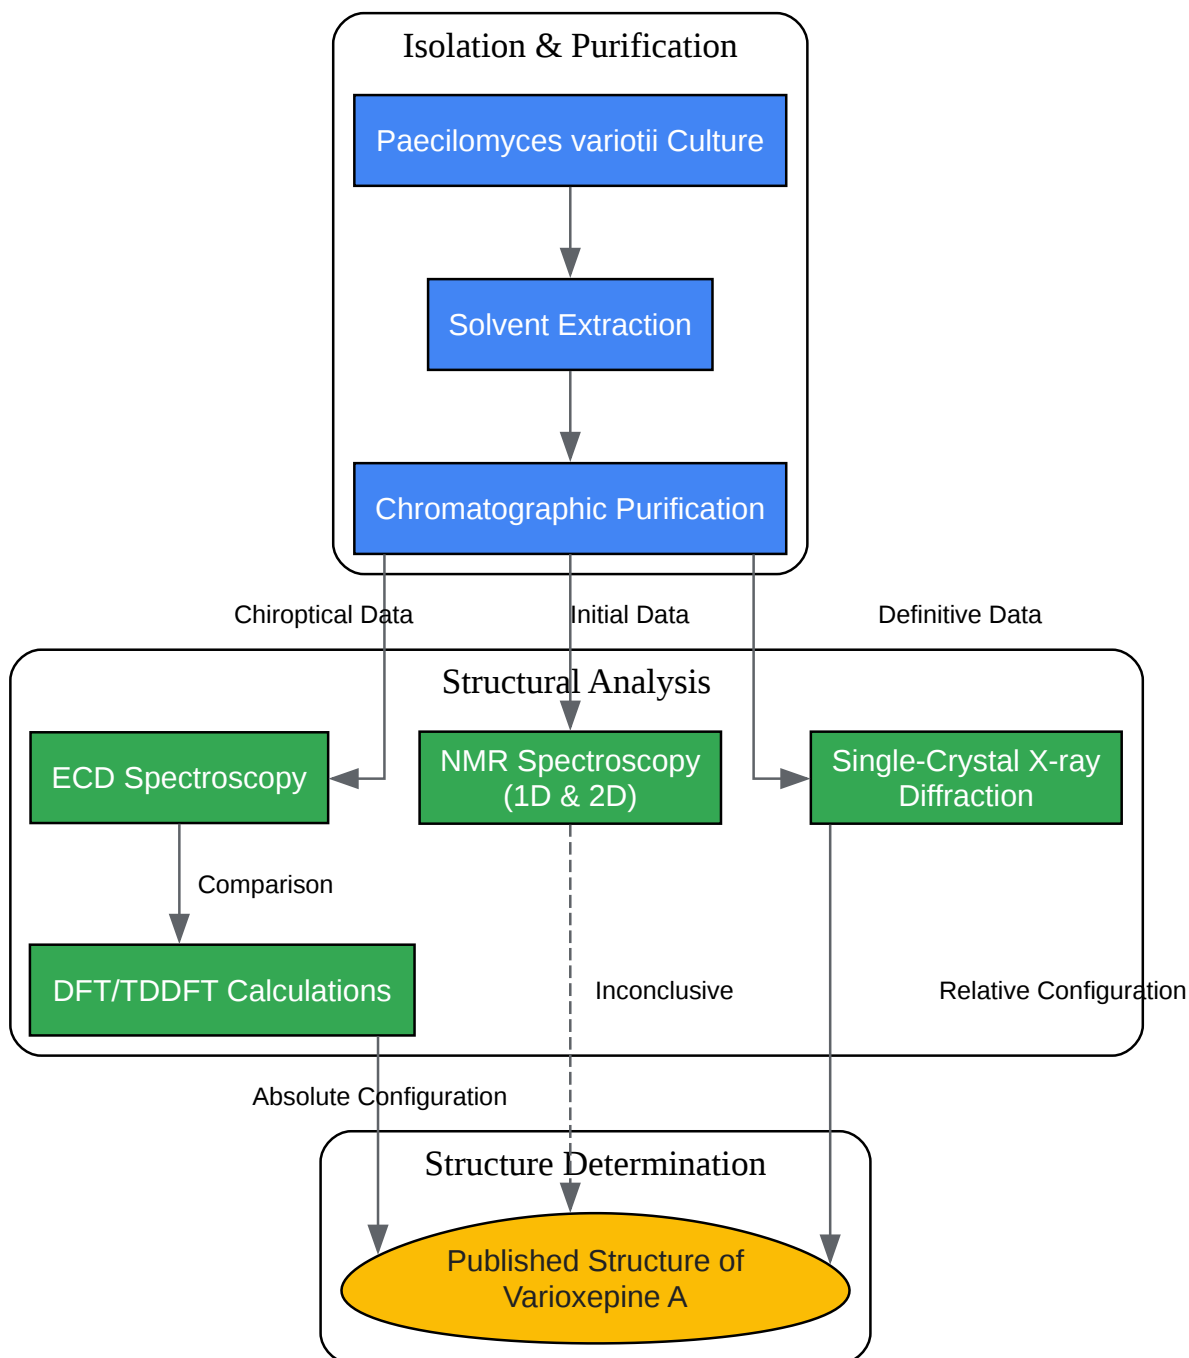 Isolation & Purification
Paecilomyces variotii Culture
Solvent Extraction
Chromatographic Purification
Chiroptical Data
Initial Data
Definitive Data
Structural Analysis
ECD Spectroscopy
NMR Spectroscopy
(1D & 2D)
Single-Crystal X-ray
Diffraction
Comparison
DFT/TDDFT Calculations
Inconclusive
Relative Configuration
Absolute Configuration
Structure Determination
Published Structure of
Varioxepine A